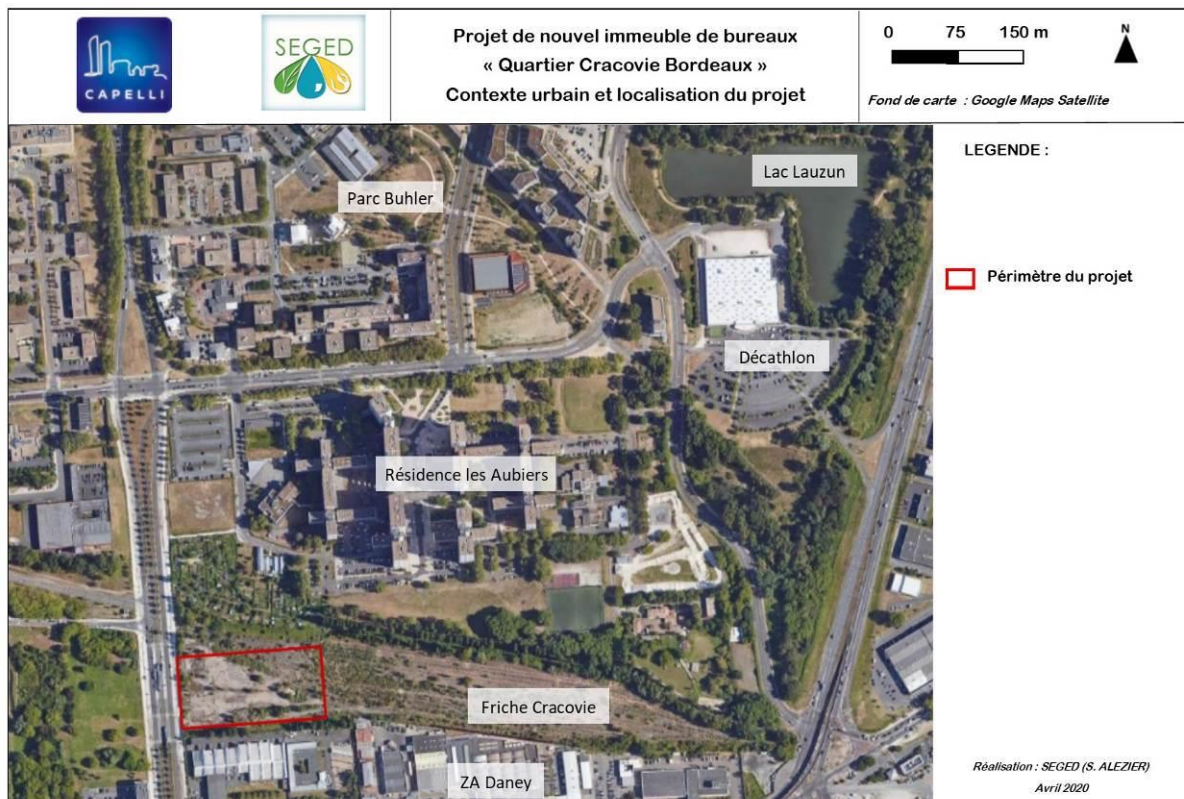 CAPELLI
SEGED
Projet de nouvel immeuble de bureaux
« Quartier Cracovie Bordeaux »
Contexte urbain et localisation du projet
0 75 150 m
N
Fond de carte : Google Maps Satellite
LEGENDE :
Périmètre du projet
Lac Lauzun
Parc Buhler
Décathlon
Résidence les Aubiers
Friche Cracovie
ZA Daney
Réalisation : SEGED (S. ALEZIER)
Avril 2020